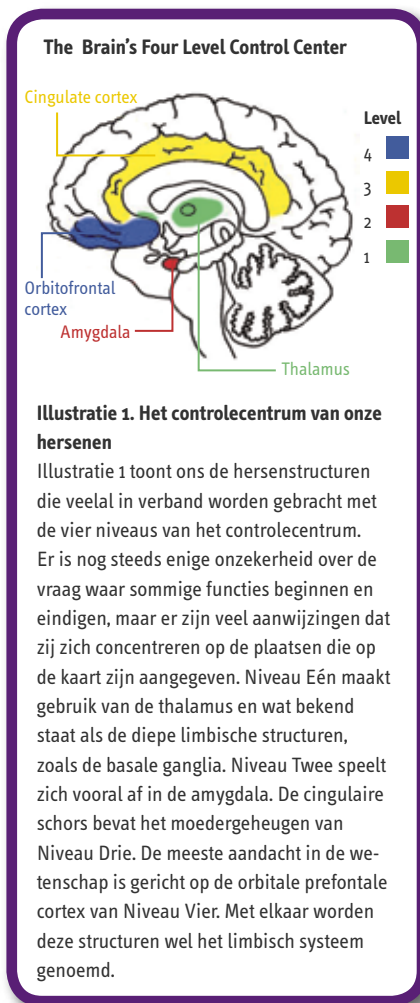 The Brain's Four Level Control Center
Cingulate cortex
Level
4
3
2
1
Orbitofrontal
cortex
Amygdala
Thalamus
Illustratie 1. Het controlecentrum van onze
hersenen
Illustratie 1 toont ons de hersenstructuren
die veelal in verband worden gebracht met
de vier niveaus van het controlecentrum.
Er is nog steeds enige onzekerheid over de
vraag waar sommige functies beginnen en
eindigen, maar er zijn veel aanwijzingen dat
zij zich concentreren op de plaatsen die op
de kaart zijn aangegeven. Niveau Eén maakt
gebruik van de thalamus en wat bekend
staat als de diepe limbische structuren,
zoals de basale ganglia. Niveau Twee speelt
zich vooral af in de amygdala. De cingulaire
schors bevat het moedergeheugen van
Niveau Drie. De meeste aandacht in de we-
tenschap is gericht op de orbitale prefontale
cortex van Niveau Vier. Met elkaar worden
deze structuren wel het limbisch systeem
genoemd.